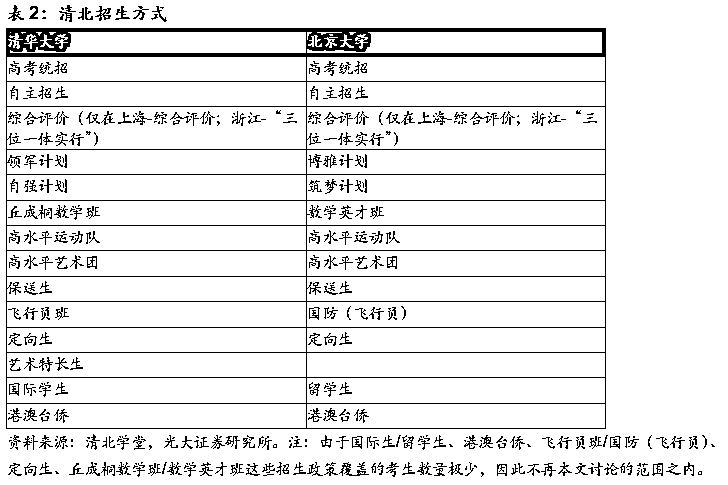 表 2：清北招生方式
清华大学 北京大学
高考统招 高考统招
自主招生 自主招生
综合评价（仅在上海-综合评价；浙江-“三 综合评价（仅在上海-综合评价；浙江-“三
位一体实行”） 位一体实行”）
领军计划 博雅计划
自强计划 筑梦计划
丘成桐数学班 数学英才班
高水平运动队 高水平运动队
高水平艺术团 高水平艺术团
保送生 保送生
飞行员班 国防（飞行员）
定向生 定向生
艺术特长生
国际学生 留学生
港澳台侨 港澳台侨
资料来源：清北学堂，光大证券研究所。注：由于国际生/留学生、港澳台侨、飞行员班/国防（飞行员）、
定向生、丘成桐数学班/数学英才班这些招生政策覆盖的考生数量极少，因此不再本文讨论的范围之内。